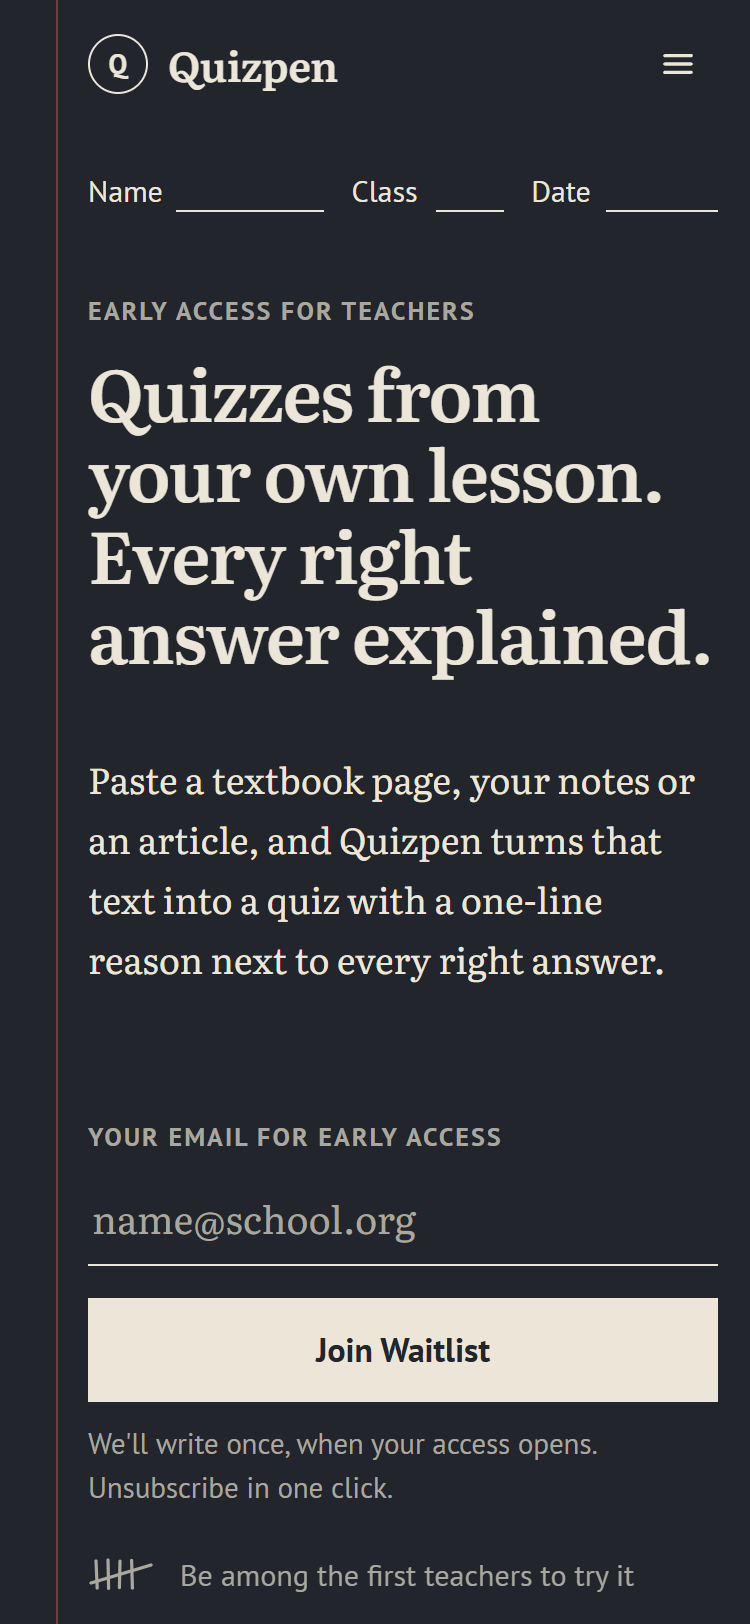 Q Quizpen
Name Class Date
EARLY ACCESS FOR TEACHERS
Quizzes from
your own lesson.
Every right
answer explained.
Paste a textbook page, your notes or
an article, and Quizpen turns that
text into a quiz with a one-line
reason next to every right answer.
YOUR EMAIL FOR EARLY ACCESS
name@school.org
Join Waitlist
We'll write once, when your access opens.
Unsubscribe in one click.
Be among the first teachers to try it